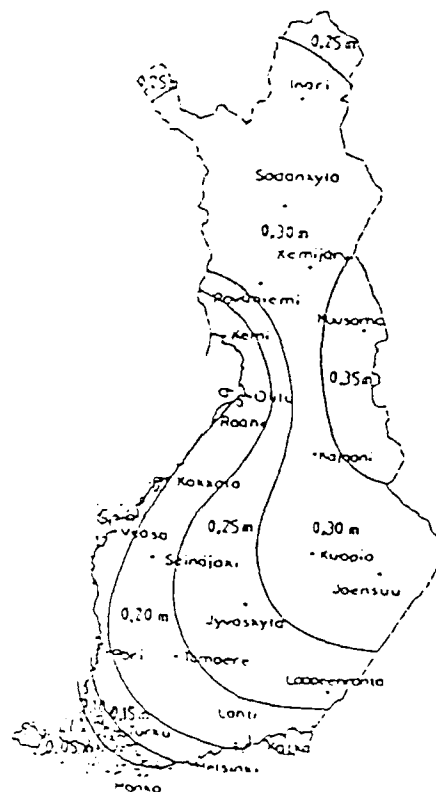 0,25 m
0,25
Inari
Sodankylä
0,30 m
Kemijärvi
Rovaniemi
Kuusamo
Kemi
0,35 m
Oulu
Raahe
Kajaani
Kokkola
0,25 m
0,30 m
Vaasa
Seinäjoki
Kuopio
Joensuu
0,20 m
Jyväskylä
Pori
Tampere
Lappeenranta
0,15 m
Lahti
Turku
Kotka
0,05 m
Helsinki
Hanko